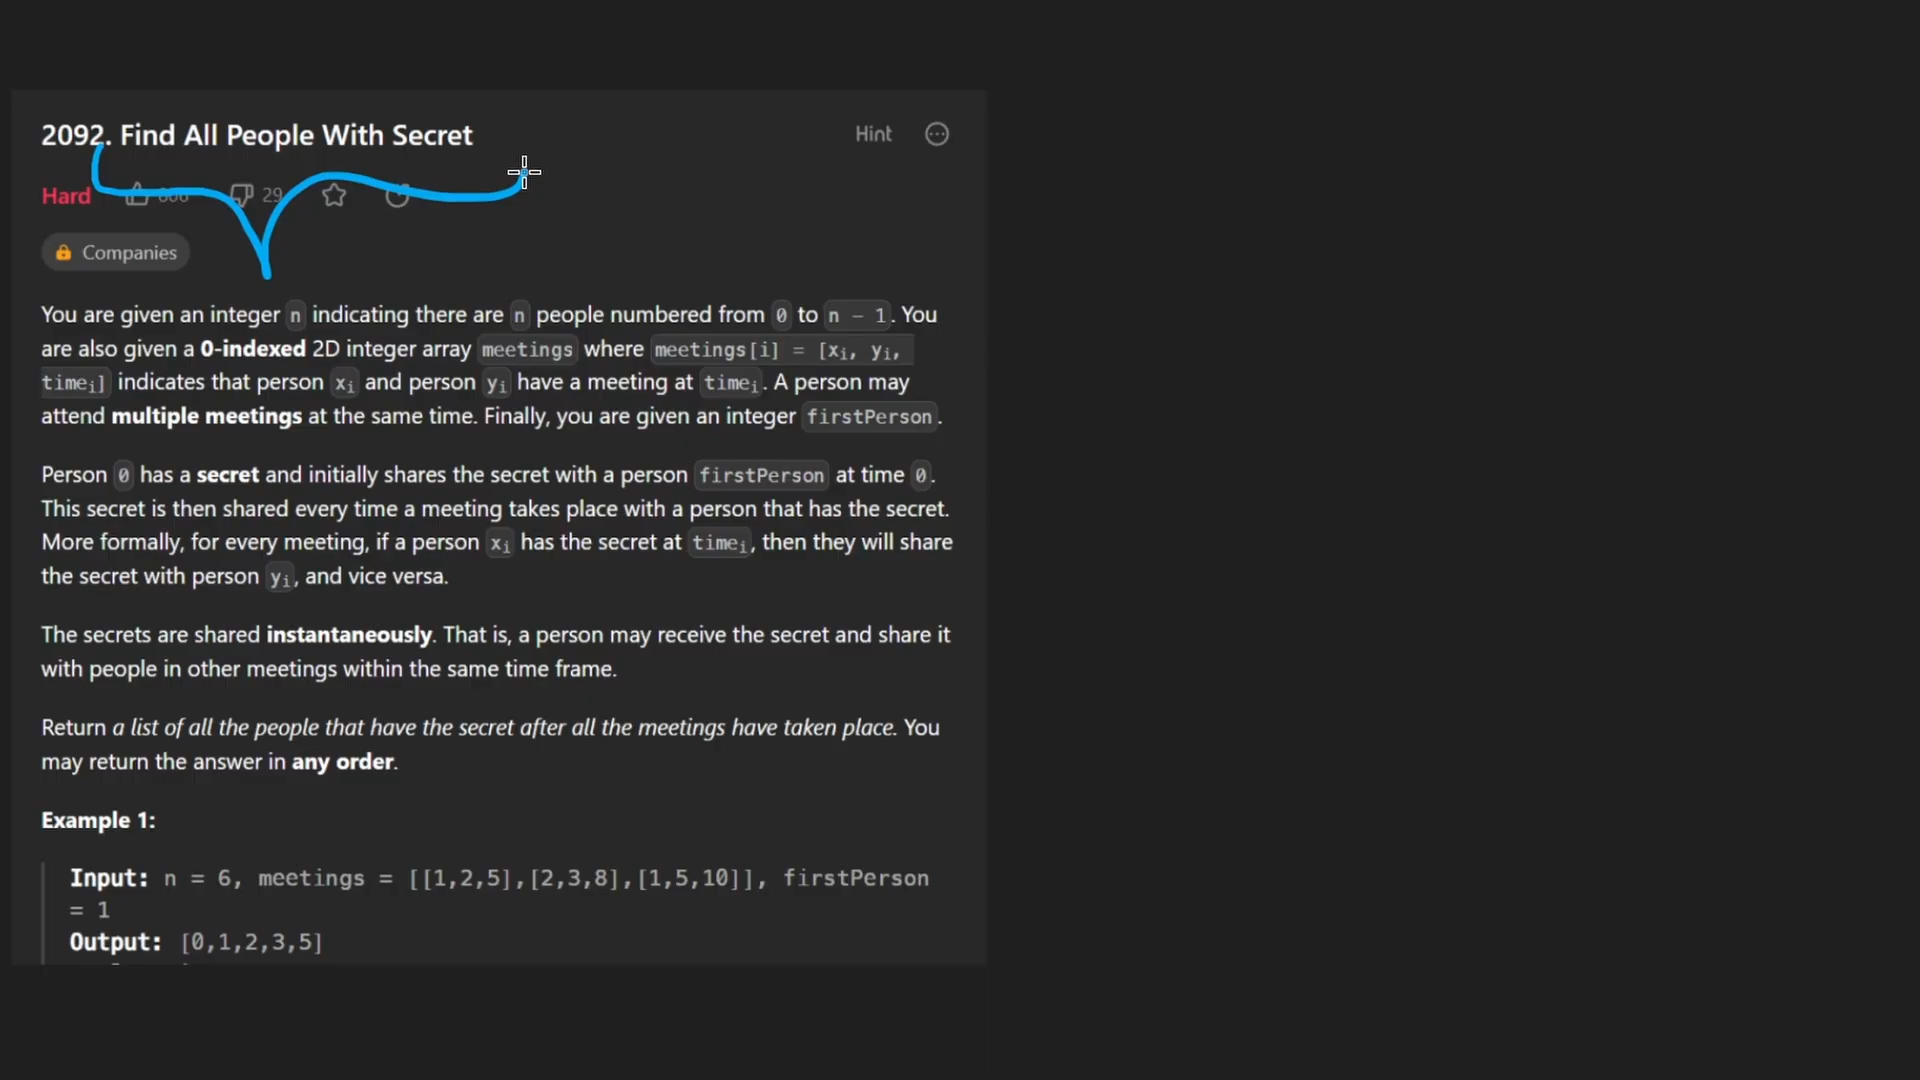 2092. Find All People With Secret
Hint
Hard 29
Companies
You are given an integer n indicating there are n people numbered from 0 to n - 1. You
are also given a 0-indexed 2D integer array meetings where meetings[i] = [xi, yi,
timei] indicates that person xi and person yi have a meeting at timei. A person may
attend multiple meetings at the same time. Finally, you are given an integer firstPerson.
Person 0 has a secret and initially shares the secret with a person firstPerson at time 0.
This secret is then shared every time a meeting takes place with a person that has the secret.
More formally, for every meeting, if a person xi has the secret at timei, then they will share
the secret with person yi, and vice versa.
The secrets are shared instantaneously. That is, a person may receive the secret and share it
with people in other meetings within the same time frame.
Return a list of all the people that have the secret after all the meetings have taken place. You
may return the answer in any order.
Example 1:
Input: n = 6, meetings = [[1,2,5],[2,3,8],[1,5,10]], firstPerson
= 1
Output: [0,1,2,3,5]